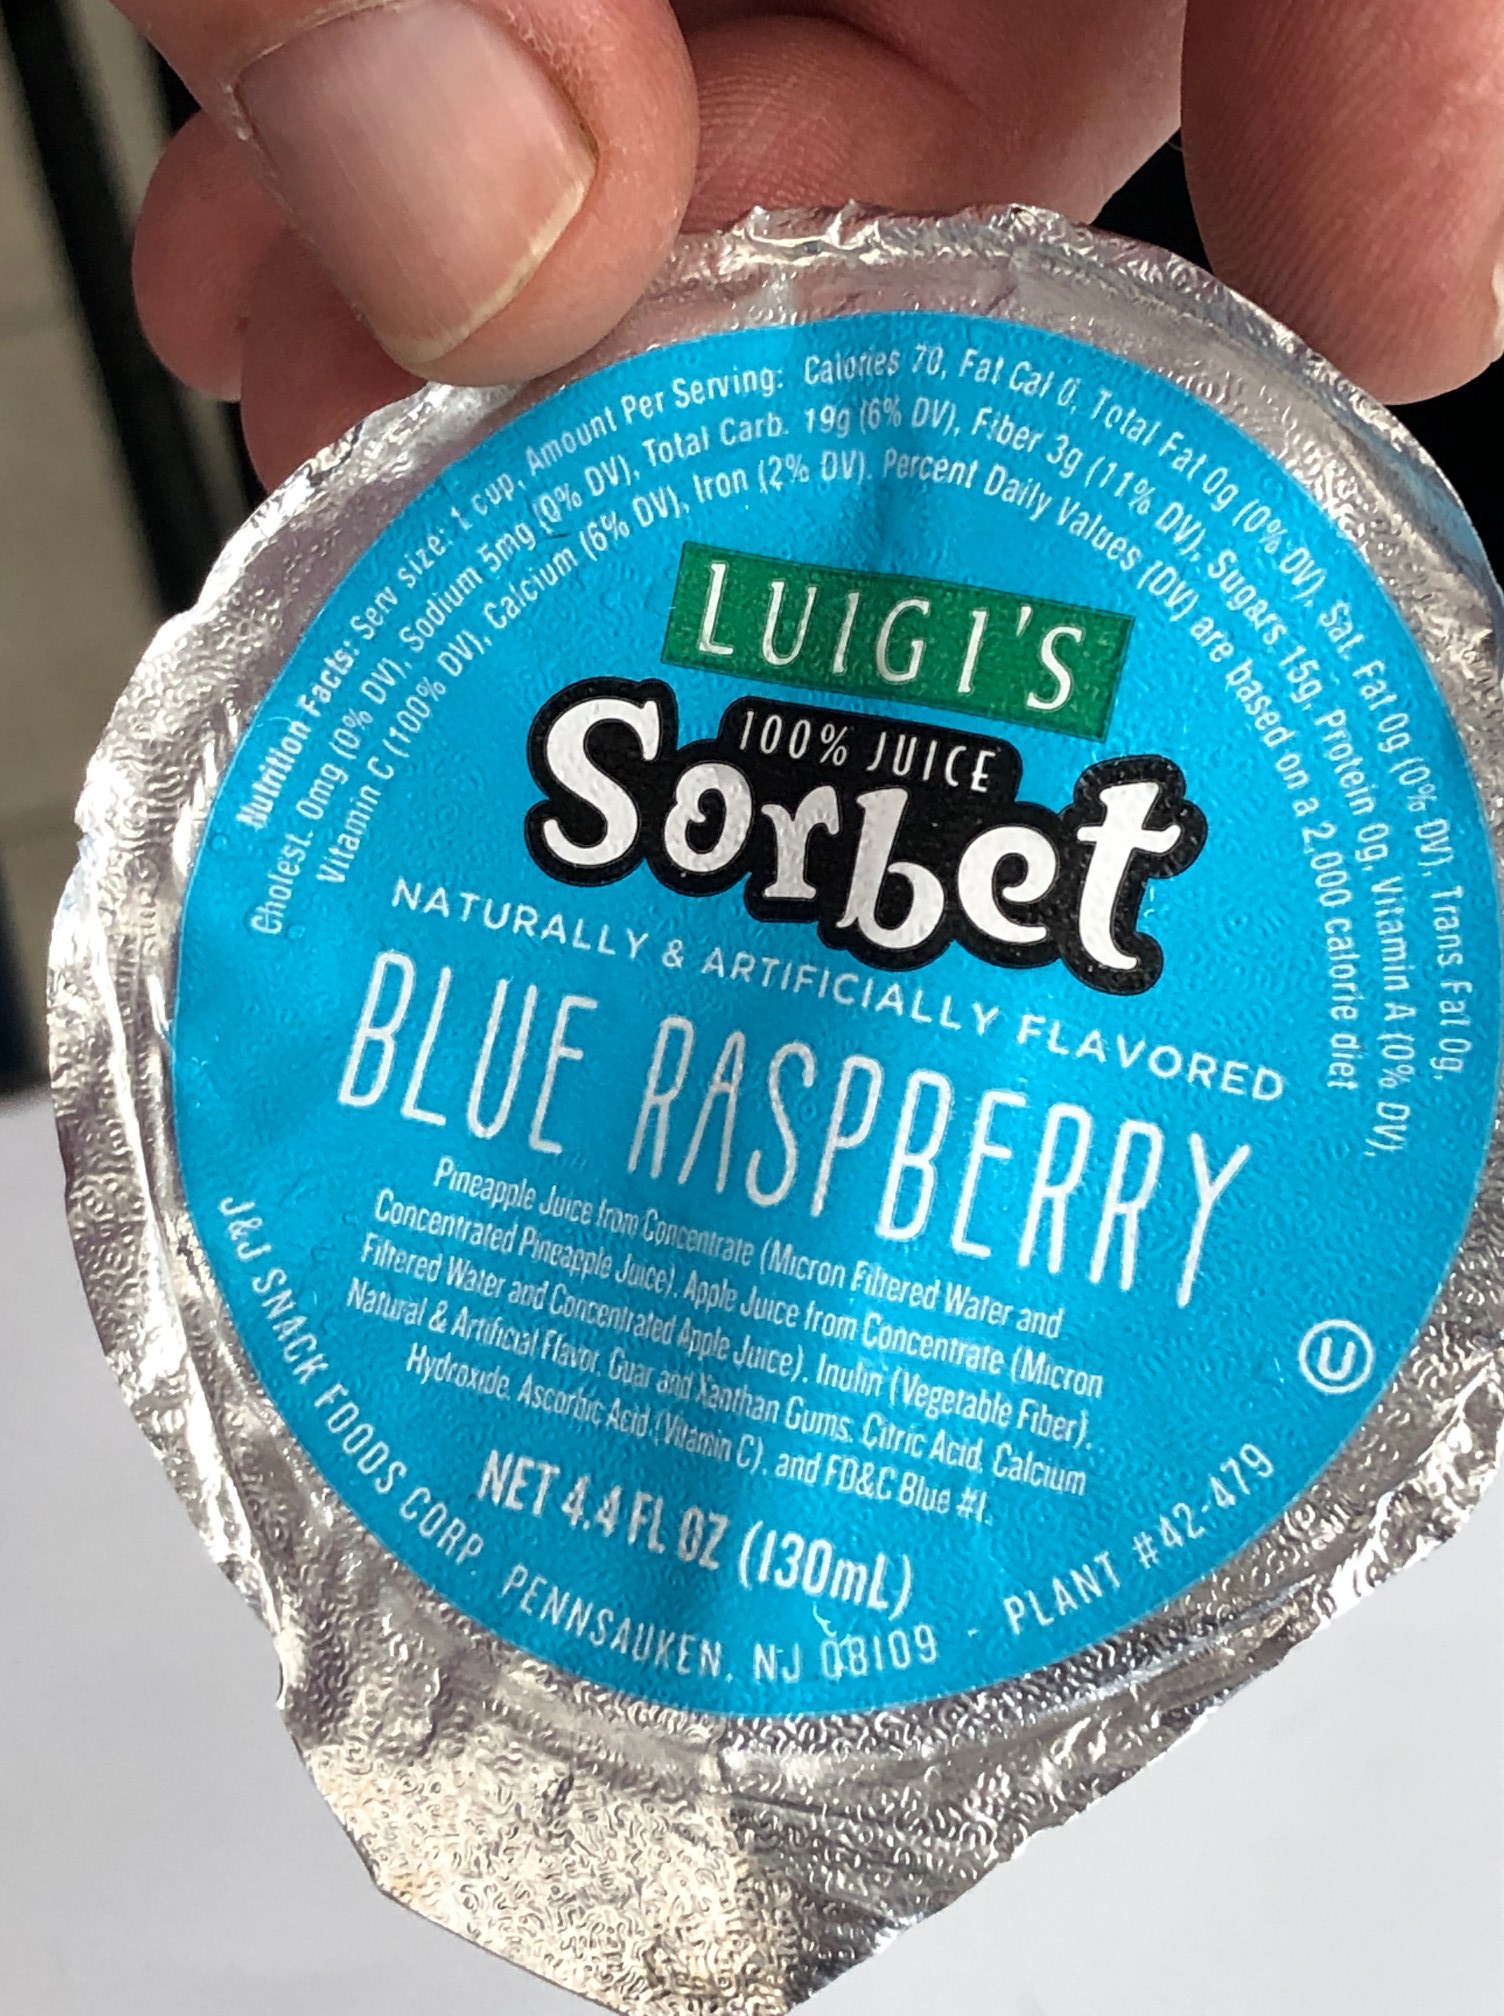 Nutrition Facts: Serv size: 1 cup, Amount Per Serving: Calories 70, Fat Cal 0, Total Fat 0g (0% DV), Sat. Fat 0g (0% DV), Trans Fat 0g,
Cholest. 0mg (0% DV), Sodium 5mg (0% DV), Total Carb. 19g (6% DV), Fiber 3g (11% DV), Sugars 15g, Protein 0g, Vitamin A (0% DV),
Vitamin C (100% DV), Calcium (6% DV), Iron (2% DV). Percent Daily Values (DV) are based on a 2,000 calorie diet
LUIGI'S
100% JUICE
Sorbet
NATURALLY & ARTIFICIALLY FLAVORED
BLUE RASPBERRY
Pineapple Juice from Concentrate (Micron Filtered Water and
Concentrated Pineapple Juice), Apple Juice from Concentrate (Micron
Filtered Water and Concentrated Apple Juice), Inulin (Vegetable Fiber),
Natural & Artificial Flavor, Guar and Xanthan Gums, Citric Acid, Calcium
Hydroxide, Ascorbic Acid (Vitamin C), and FD&C Blue #1.
U
NET 4.4 FL OZ (130mL)
J&J SNACK FOODS CORP. PENNSAUKEN, NJ 08109 - PLANT #42-479